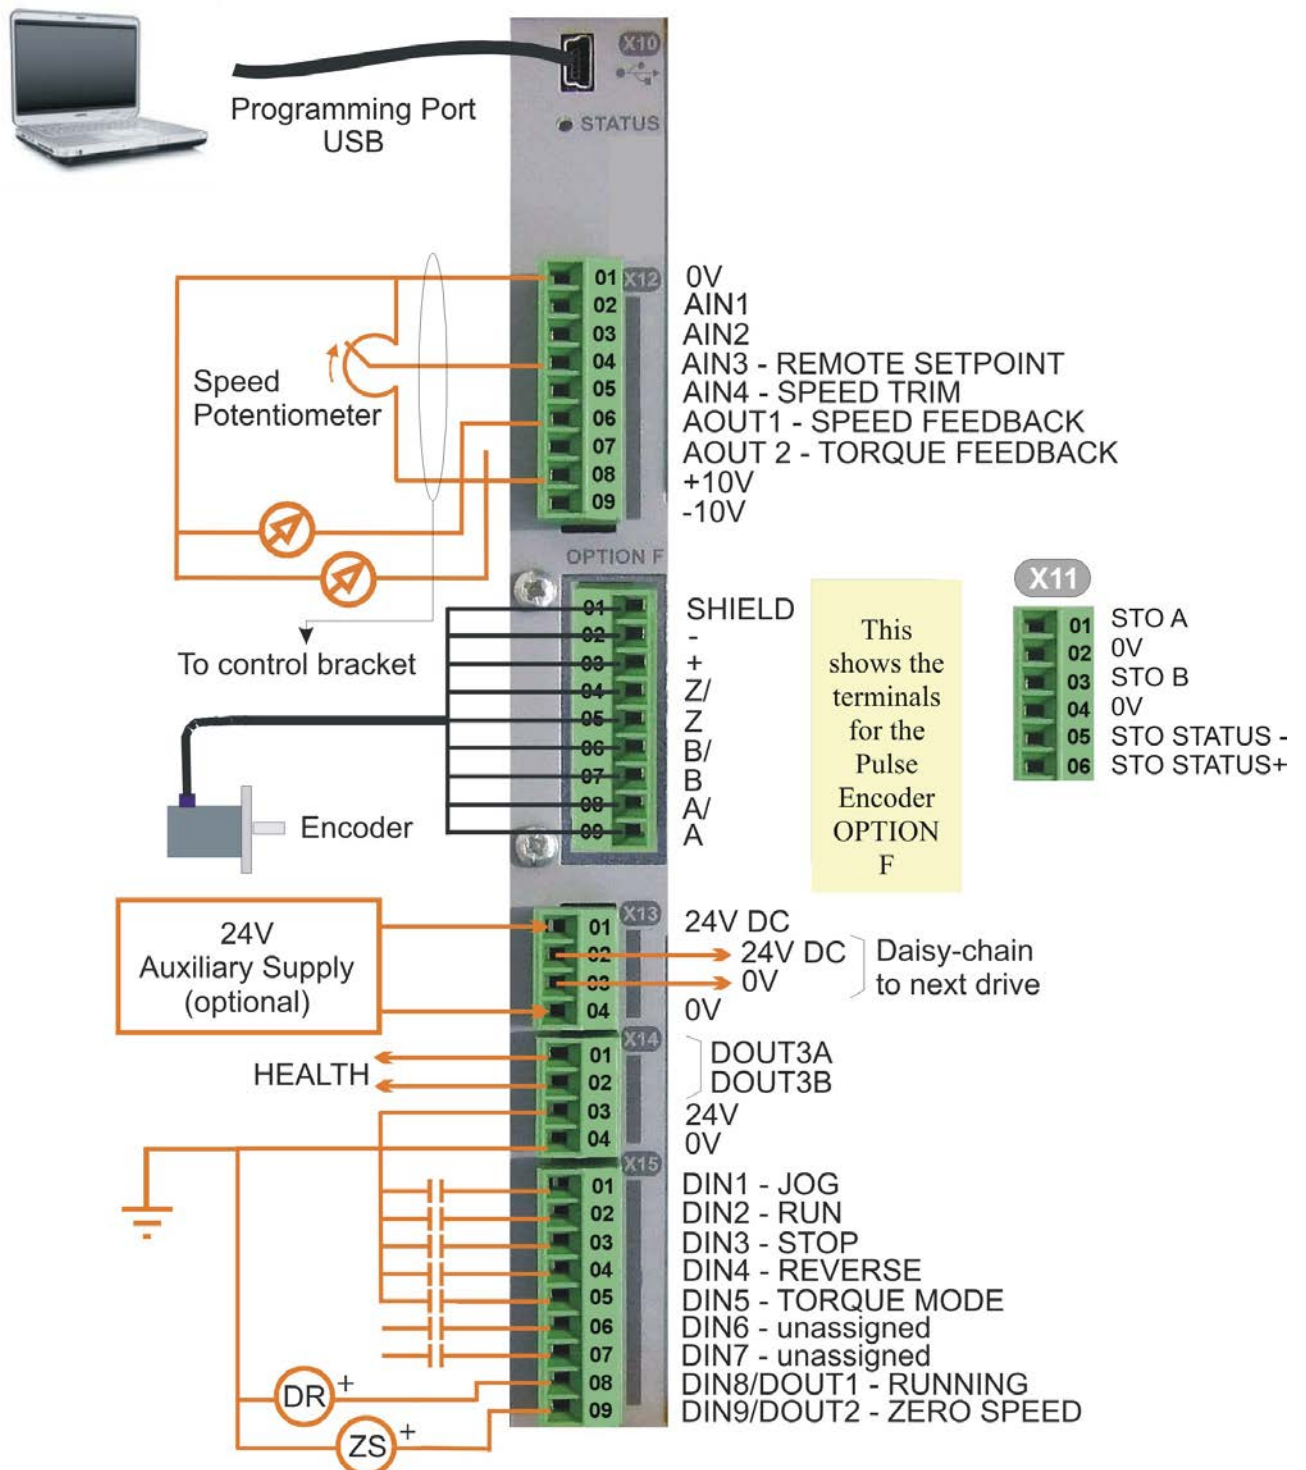 X10
Programming Port
USB
STATUS
01 X12 0V
02 AIN1
03 AIN2
04 AIN3 - REMOTE SETPOINT
05 AIN4 - SPEED TRIM
06 AOUT1 - SPEED FEEDBACK
07 AOUT 2 - TORQUE FEEDBACK
08 +10V
09 -10V
Speed
Potentiometer
OPTION F
To control bracket
01 SHIELD
02 -
03 +
04 Z/
05 Z
06 B/
07 B
08 A/
09 A
Encoder
This
shows the
terminals
for the
Pulse
Encoder
OPTION
F
X11
01 STO A
02 0V
03 STO B
04 0V
05 STO STATUS -
06 STO STATUS+
24V
Auxiliary Supply
(optional)
X13
01 24V DC
02 24V DC
03 0V
04 0V
Daisy-chain
to next drive
HEALTH
X14
01 DOUT3A
02 DOUT3B
03 24V
04 0V
X15
01 DIN1 - JOG
02 DIN2 - RUN
03 DIN3 - STOP
04 DIN4 - REVERSE
05 DIN5 - TORQUE MODE
06 DIN6 - unassigned
07 DIN7 - unassigned
08 DIN8/DOUT1 - RUNNING
09 DIN9/DOUT2 - ZERO SPEED
DR +
ZS +